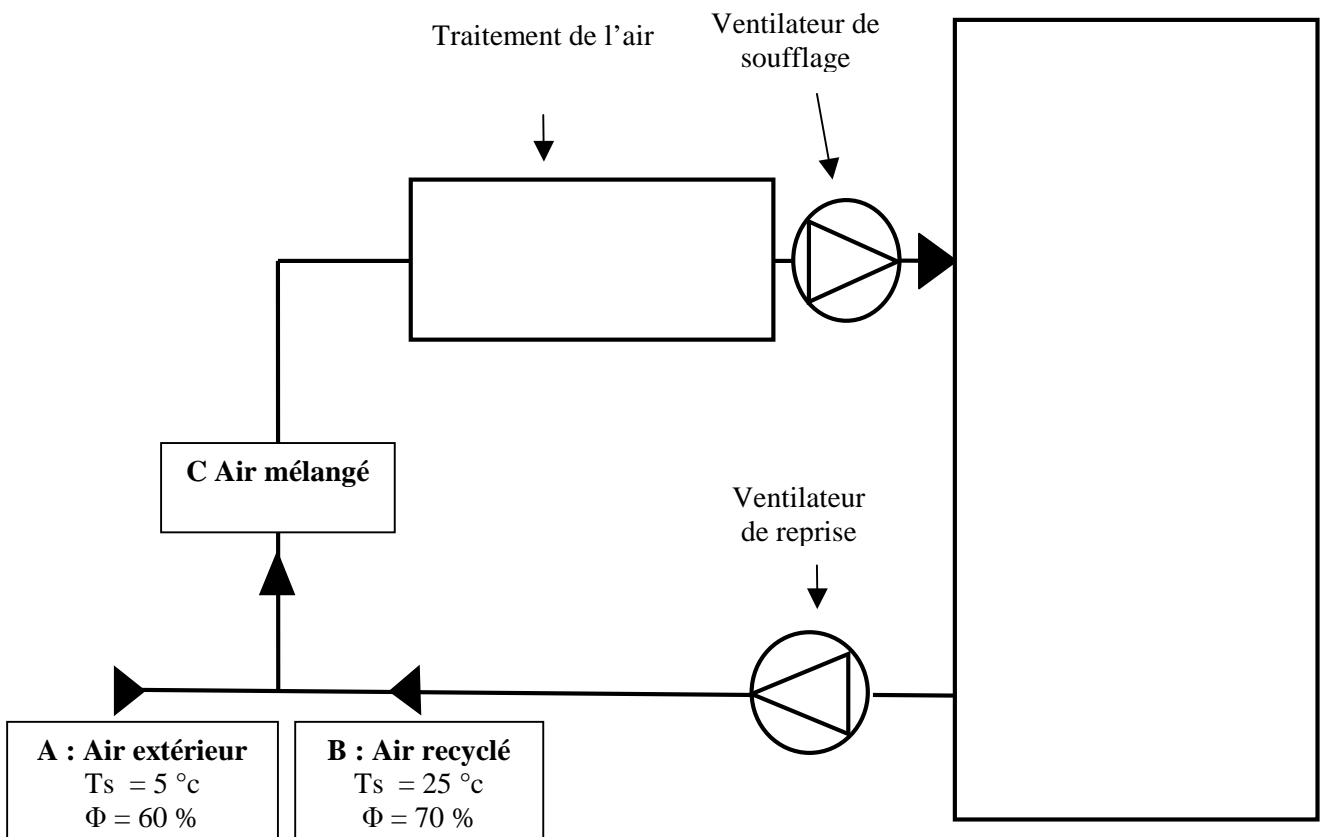 Traitement de l’air
Ventilateur de
soufflage
C Air mélangé
Ventilateur
de reprise
A : Air extérieur
Ts = 5 °c
Φ = 60 %
B : Air recyclé
Ts = 25 °c
Φ = 70 %